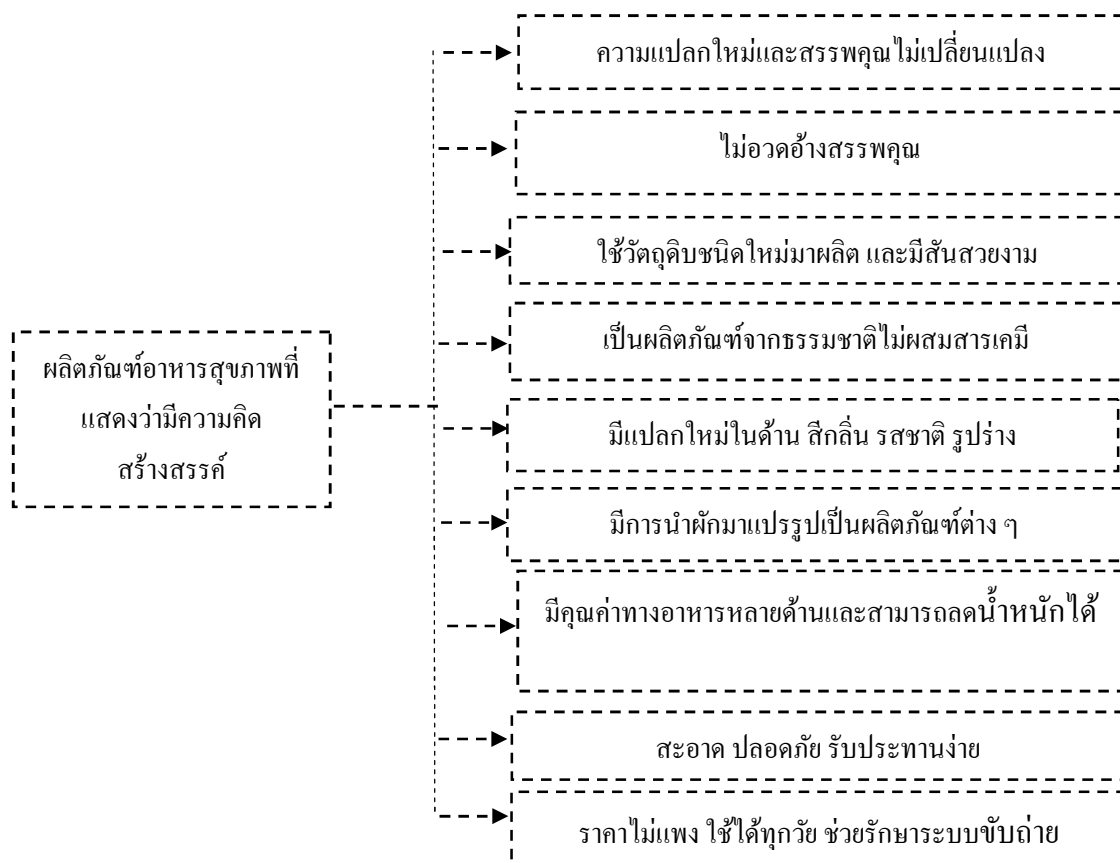 ความแปลกใหม่และสรรพคุณไม่เปลี่ยนแปลง
ไม่อวดอ้างสรรพคุณ
ใช้วัตถุดิบชนิดใหม่มาผลิต และมีสันสวยงาม
เป็นผลิตภัณฑ์จากธรรมชาติไม่ผสมสารเคมี
ผลิตภัณฑ์อาหารสุขภาพที่
แสดงว่ามีความคิด
สร้างสรรค์
มีแปลกใหม่ในด้าน สีกลิ่น รสชาติ รูปร่าง
มีการนำผักมาแปรรูปเป็นผลิตภัณฑ์ต่าง ๆ
มีคุณค่าทางอาหารหลายด้านและสามารถลดน้ำหนักได้
สะอาด ปลอดภัย รับประทานง่าย
ราคาไม่แพง ใช้ได้ทุกวัย ช่วยรักษาระบบขับถ่าย